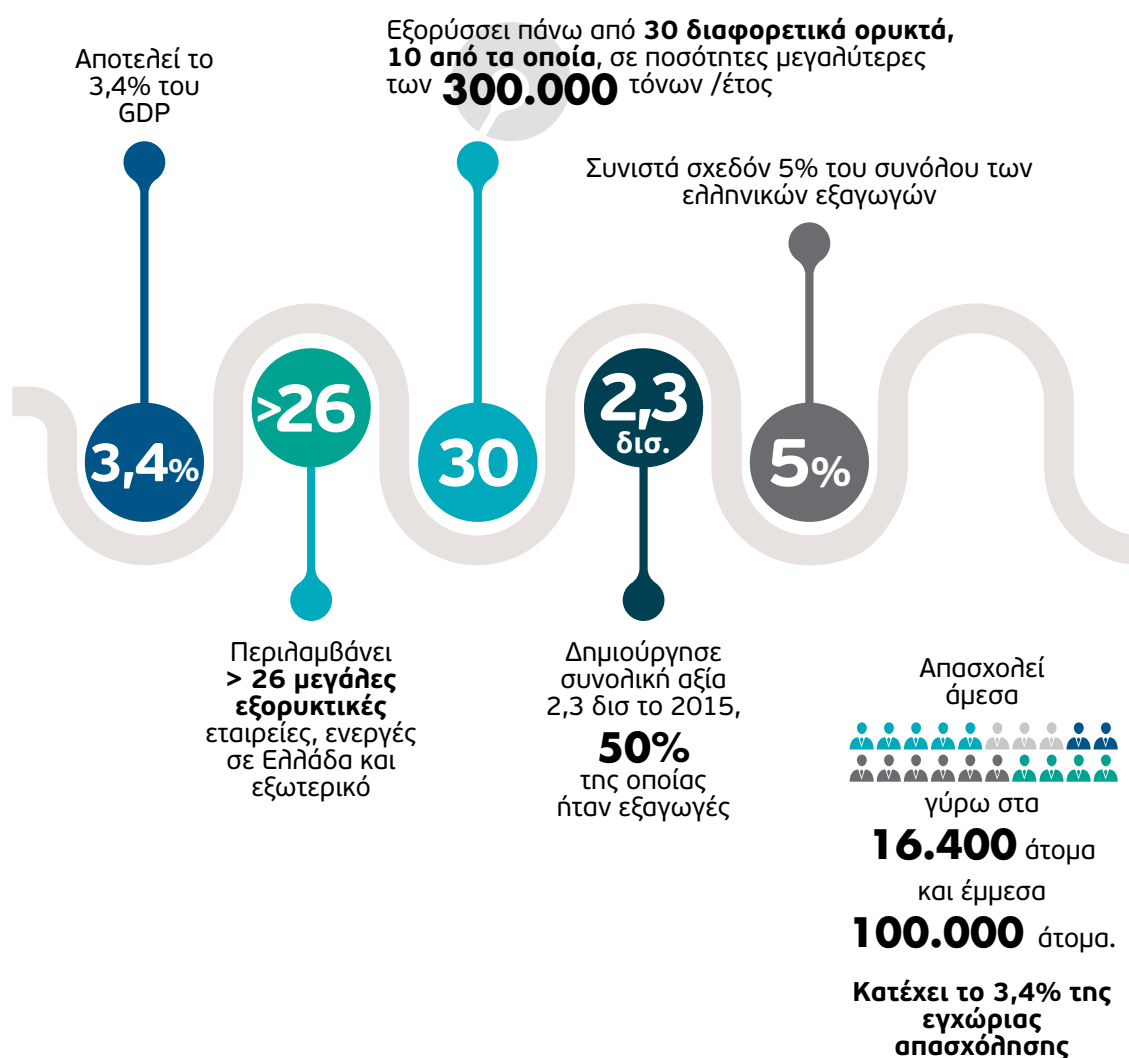 Αποτελεί το
3,4% του
GDP
Εξορύσσει πάνω από 30 διαφορετικά ορυκτά,
10 από τα οποία, σε ποσότητες μεγαλύτερες
των 300.000 τόνων /έτος
Συνιστά σχεδόν 5% του συνόλου των
ελληνικών εξαγωγών
3,4%
>26
30
2,3
δισ.
5%
Περιλαμβάνει
> 26 μεγάλες
εξορυκτικές
εταιρείες, ενεργές
σε Ελλάδα και
εξωτερικό
Δημιούργησε
συνολική αξία
2,3 δισ το 2015,
50%
της οποίας
ήταν εξαγωγές
Απασχολεί
άμεσα
γύρω στα
16.400 άτομα
και έμμεσα
100.000 άτομα.
Κατέχει το 3,4% της
εγχώριας
απασχόλησης